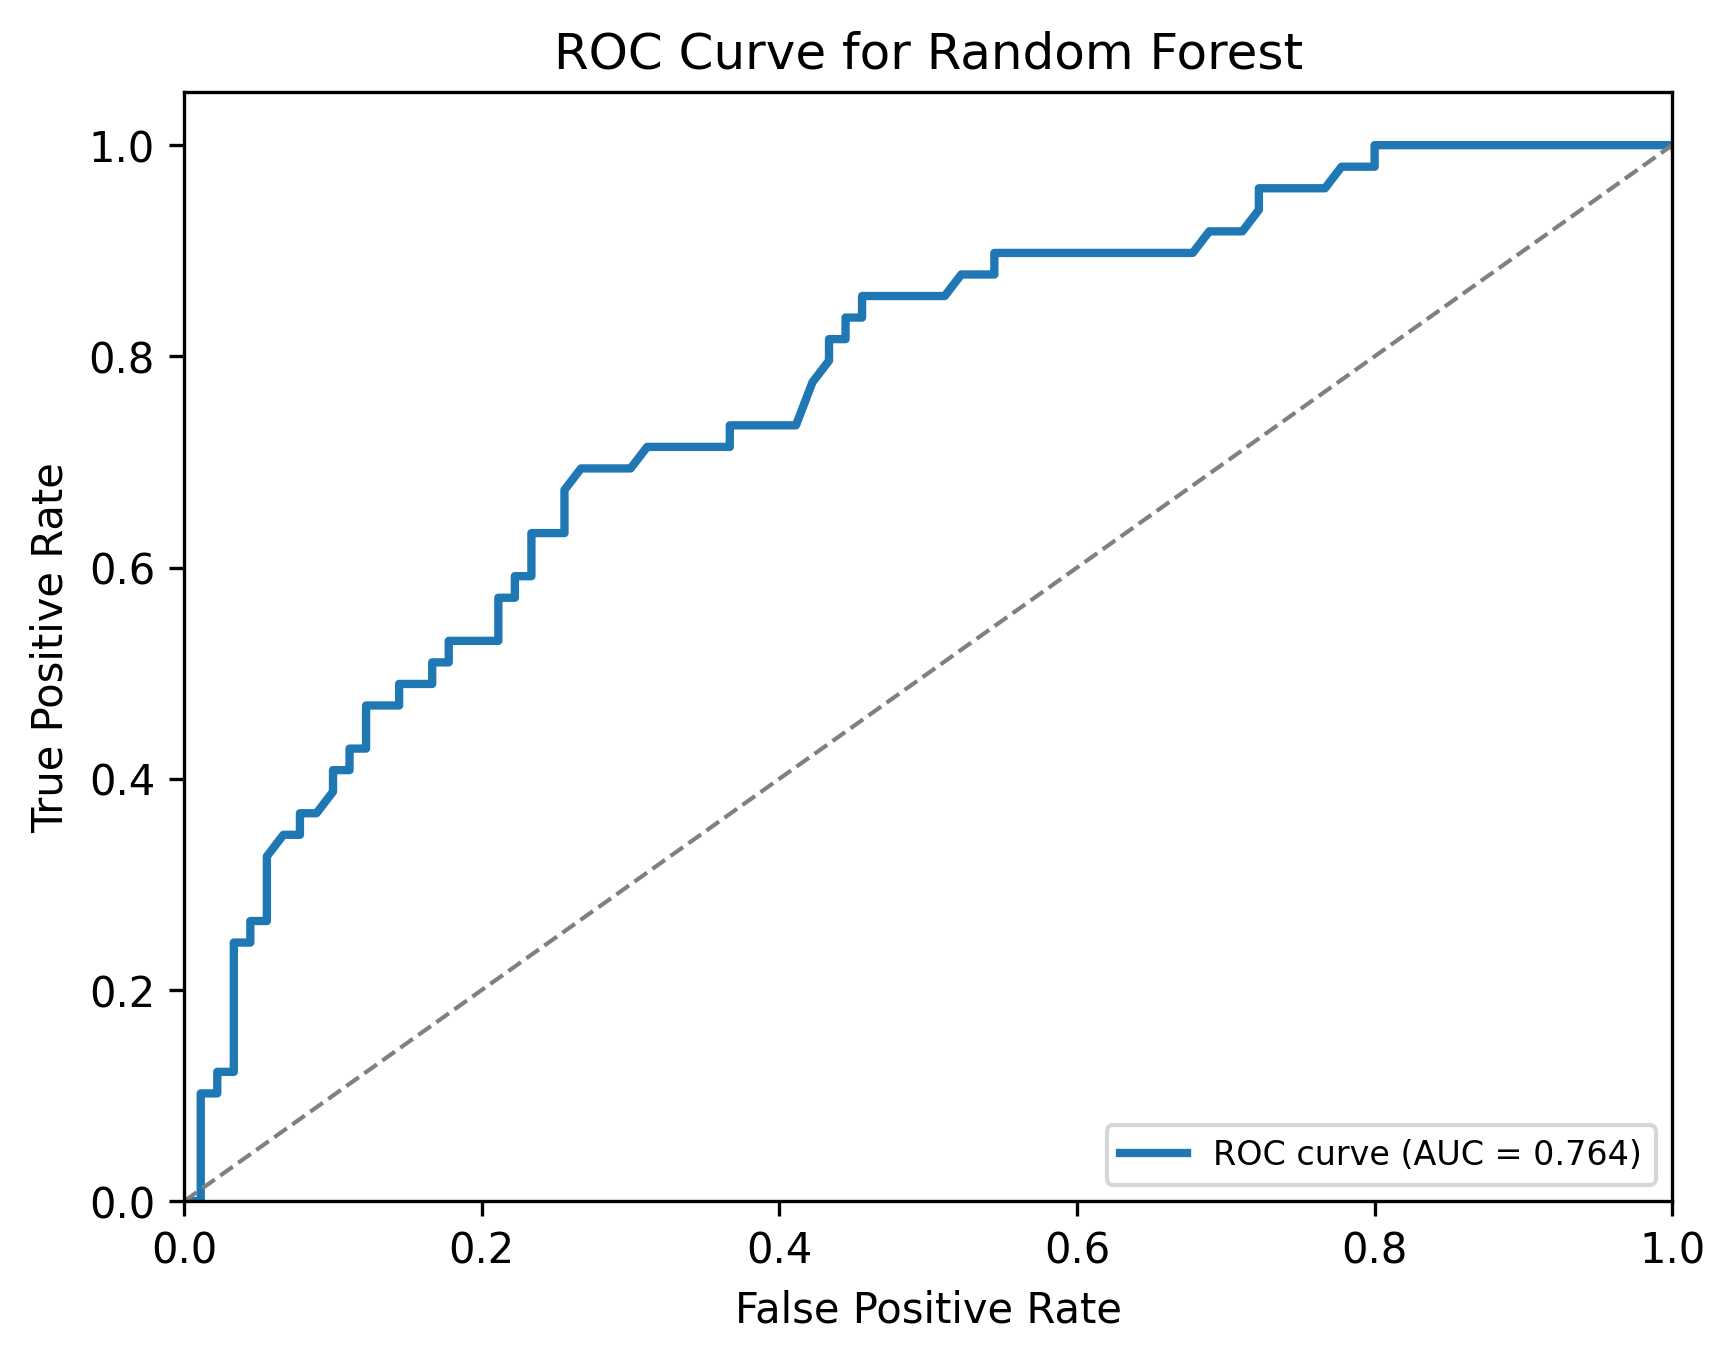 ROC Curve for Random Forest
1.0
0.8
0.6
0.4
0.2
0.0
True Positive Rate
ROC curve (AUC = 0.764)
0.0 0.2 0.4 0.6 0.8 1.0
False Positive Rate